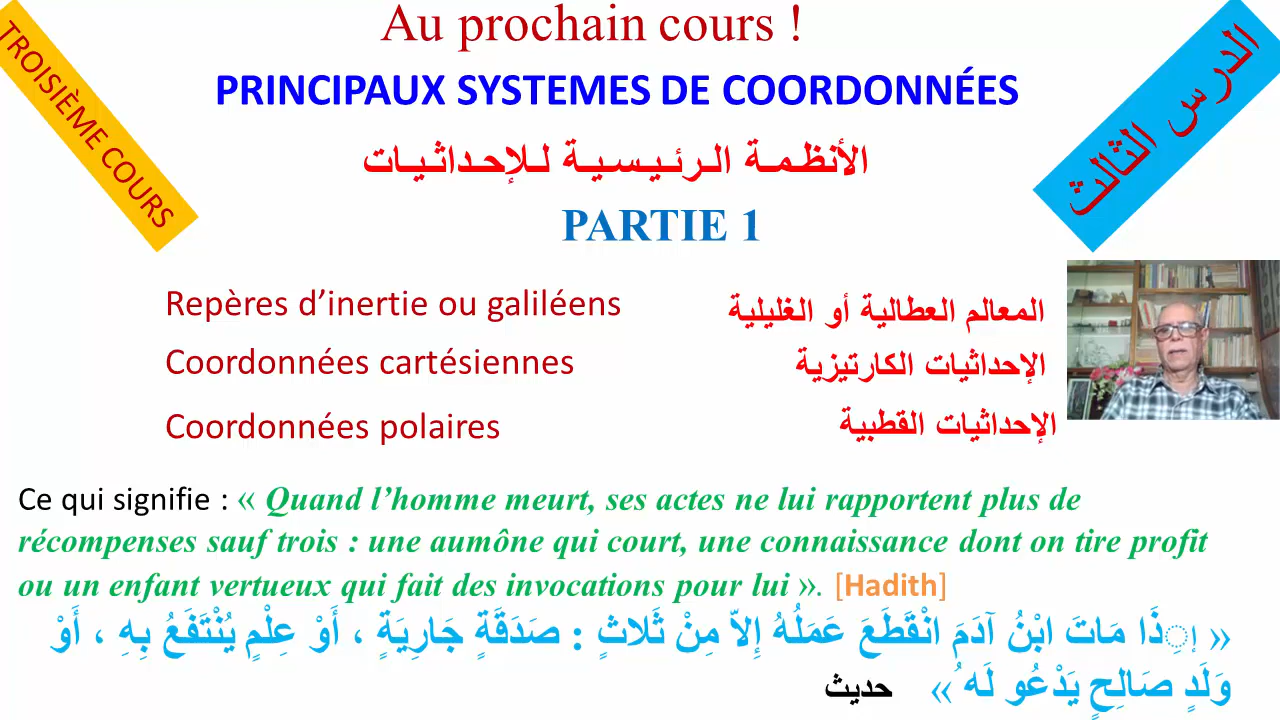 Au prochain cours !
TROISIÈME COURS
الدرس الثالث
PRINCIPAUX SYSTEMES DE COORDONNÉES
الأنظـمـة الـرئـيـسـيـة لـلإحـداثـيـات
PARTIE 1
Repères d’inertie ou galiléens
المعالم العطالية أو الغليلية
Coordonnées cartésiennes
الإحداثيات الكارتيزية
Coordonnées polaires
الإحداثيات القطبية
Ce qui signifie : « Quand l’homme meurt, ses actes ne lui rapportent plus de
récompenses sauf trois : une aumône qui court, une connaissance dont on tire profit
ou un enfant vertueux qui fait des invocations pour lui ». [Hadith]
« إِذَا مَاتَ ابْنُ آدَمَ انْقَطَعَ عَمَلُهُ إِلاّ مِنْ ثَلاثٍ : صَدَقَةٍ جَارِيَةٍ ، أَوْ عِلْمٍ يُنْتَفَعُ بِهِ ، أَوْ
وَلَدٍ صَالِحٍ يَدْعُو لَه ُ» حديث